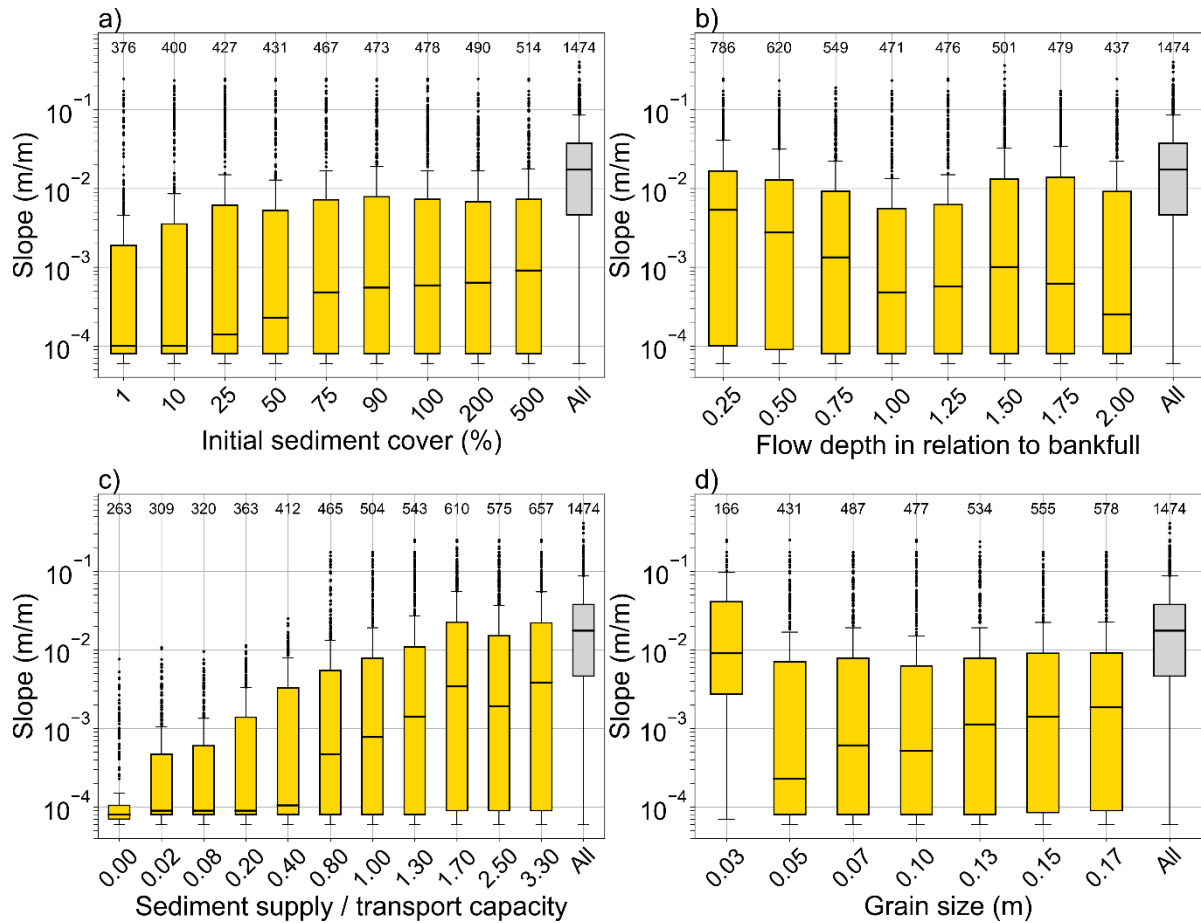 a)
376 400 427 431 467 473 478 490 514 1474
Slope (m/m)
10⁻¹
10⁻²
10⁻³
10⁻⁴
1 10 25 50 75 90 100 200 500 All
Initial sediment cover (%)
b)
786 620 549 471 476 501 479 437 1474
Slope (m/m)
10⁻¹
10⁻²
10⁻³
10⁻⁴
0.25 0.50 0.75 1.00 1.25 1.50 1.75 2.00 All
Flow depth in relation to bankfull
c)
263 309 320 363 412 465 504 543 610 575 657 1474
Slope (m/m)
10⁻¹
10⁻²
10⁻³
10⁻⁴
0.00 0.02 0.08 0.20 0.40 0.80 1.00 1.30 1.70 2.50 3.30 All
Sediment supply / transport capacity
d)
166 431 487 477 534 555 578 1474
Slope (m/m)
10⁻¹
10⁻²
10⁻³
10⁻⁴
0.03 0.05 0.07 0.10 0.13 0.15 0.17 All
Grain size (m)